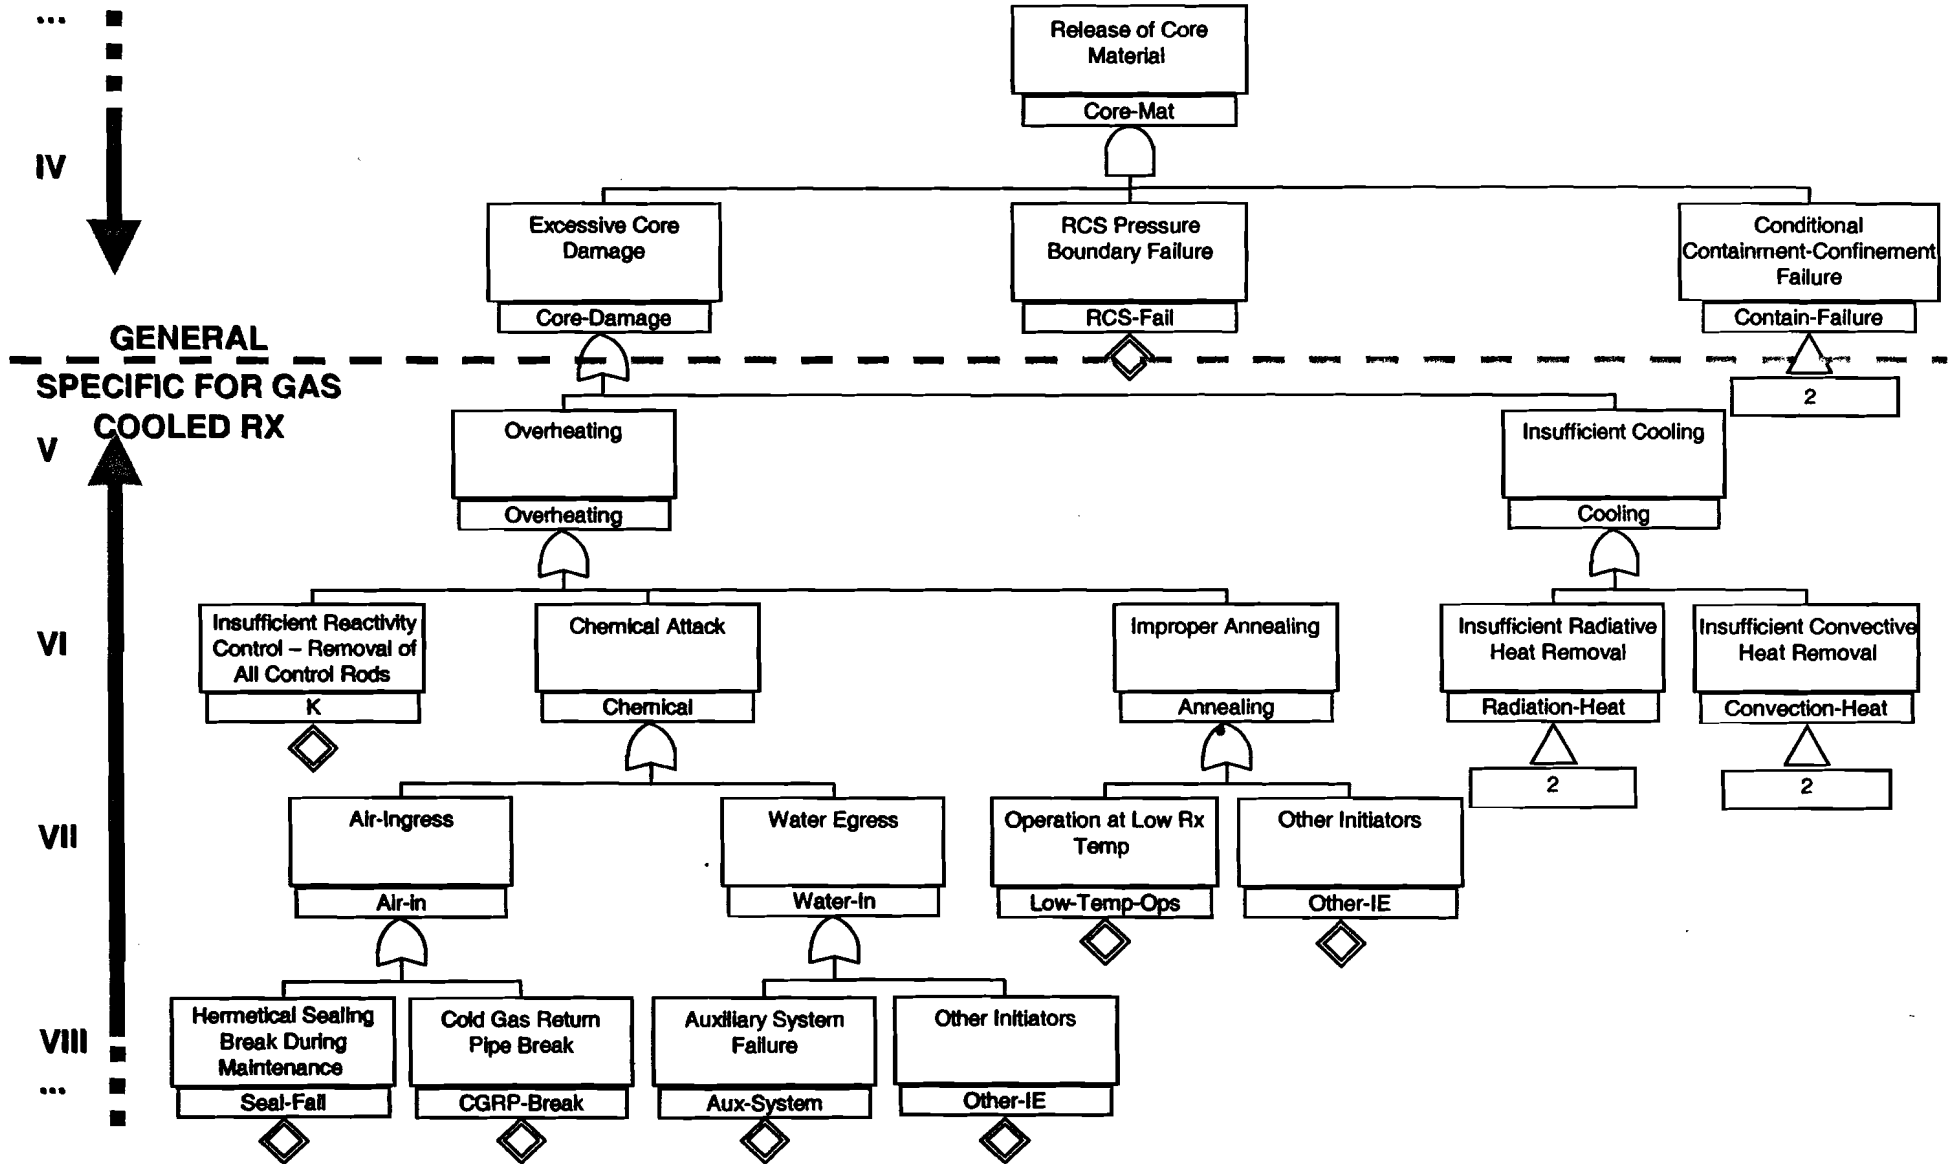 ...
IV
Release of Core
Material
Core-Mat
Excessive Core
Damage
Core-Damage
RCS Pressure
Boundary Failure
RCS-Fail
Conditional
Containment-Confinement
Failure
Contain-Failure
2
GENERAL
SPECIFIC FOR GAS
COOLED RX
V
Overheating
Overheating
Insufficient Cooling
Cooling
VI
Insufficient Reactivity
Control – Removal of
All Control Rods
K
Chemical Attack
Chemical
Improper Annealing
Annealing
Insufficient Radiative
Heat Removal
Radiation-Heat
2
Insufficient Convective
Heat Removal
Convection-Heat
2
VII
Air-Ingress
Air-in
Water Egress
Water-In
Operation at Low Rx
Temp
Low-Temp-Ops
Other Initiators
Other-IE
VIII
...
Hermetical Sealing
Break During
Maintenance
Seal-Fail
Cold Gas Return
Pipe Break
CGRP-Break
Auxiliary System
Failure
Aux-System
Other Initiators
Other-IE